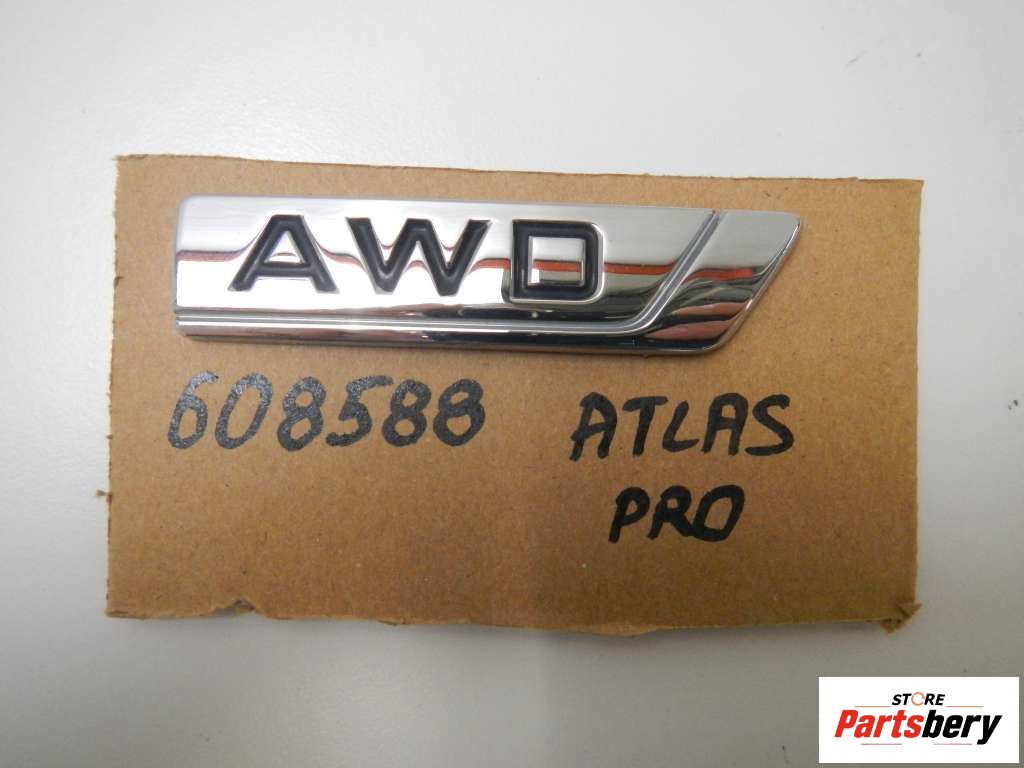 AWD
608588 ATLAS
PRO
STORE
Partsbery